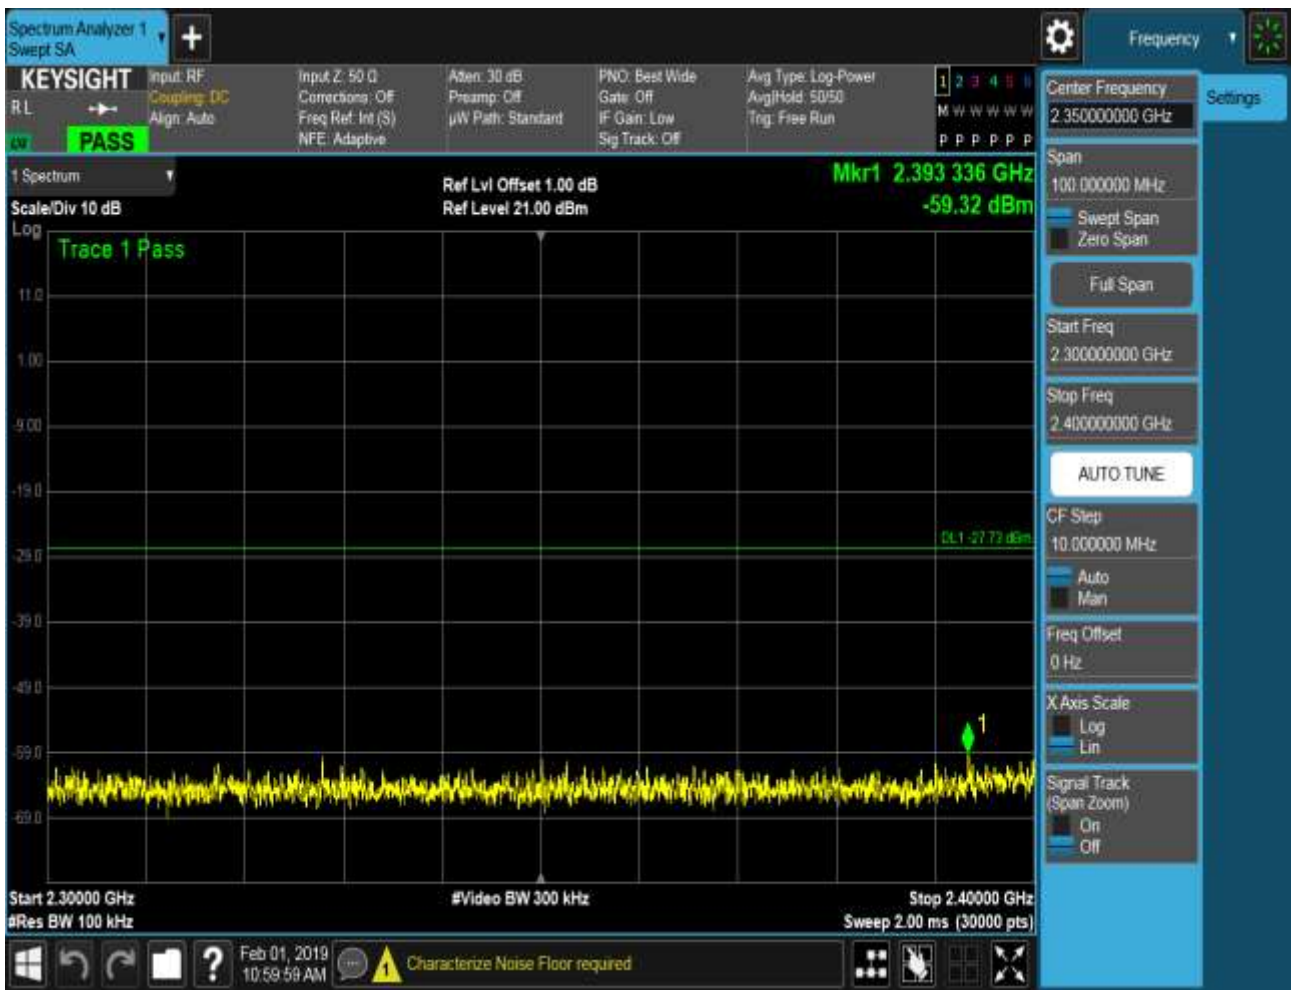 Spectrum Analyzer 1
Swept SA
Frequency
KEYSIGHT
R L
PASS
Input: RF
Coupling: DC
Align: Auto
Input Z: 50 Ω
Corrections: Off
Freq Ref: Int (S)
NFE: Adaptive
Atten: 30 dB
Preamp: Off
µW Path: Standard
PNO: Best Wide
Gate: Off
IF Gain: Low
Sig Track: Off
Avg Type: Log-Power
Avg|Hold: 50/50
Trig: Free Run
1 2 3 4 5 6
M W W W W W
P P P P P P
1 Spectrum
Scale/Div 10 dB
Log
Ref Lvl Offset 1.00 dB
Ref Level 21.00 dBm
Mkr1 2.393 336 GHz
-59.32 dBm
Trace 1 Pass
11.0
1.00
-9.00
-19.0
DL1 -27.73 dBm
-29.0
-39.0
-49.0
1
-59.0
-69.0
Start 2.30000 GHz
#Res BW 100 kHz
#Video BW 300 kHz
Stop 2.40000 GHz
Sweep 2.00 ms (30000 pts)
Center Frequency
2.350000000 GHz
Settings
Span
100.000000 MHz
Swept Span
Zero Span
Full Span
Start Freq
2.300000000 GHz
Stop Freq
2.400000000 GHz
AUTO TUNE
CF Step
10.000000 MHz
Auto
Man
Freq Offset
0 Hz
X Axis Scale
Log
Lin
Signal Track
(Span Zoom)
On
Off
?
Feb 01, 2019
10:59:59 AM
1
Characterize Noise Floor required